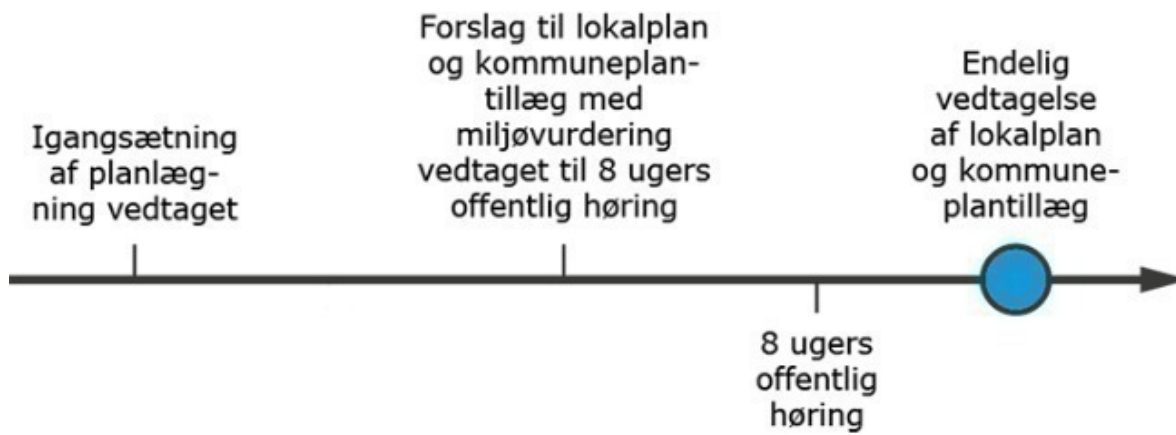 Igangsætning
af planlæg-
ning vedtaget
Forslag til lokalplan
og kommuneplan-
tillæg med
miljøvurdering
vedtaget til 8 ugers
offentlig høring
8 ugers
offentlig
høring
Endelig
vedtagelse
af lokalplan
og kommune-
plantillæg